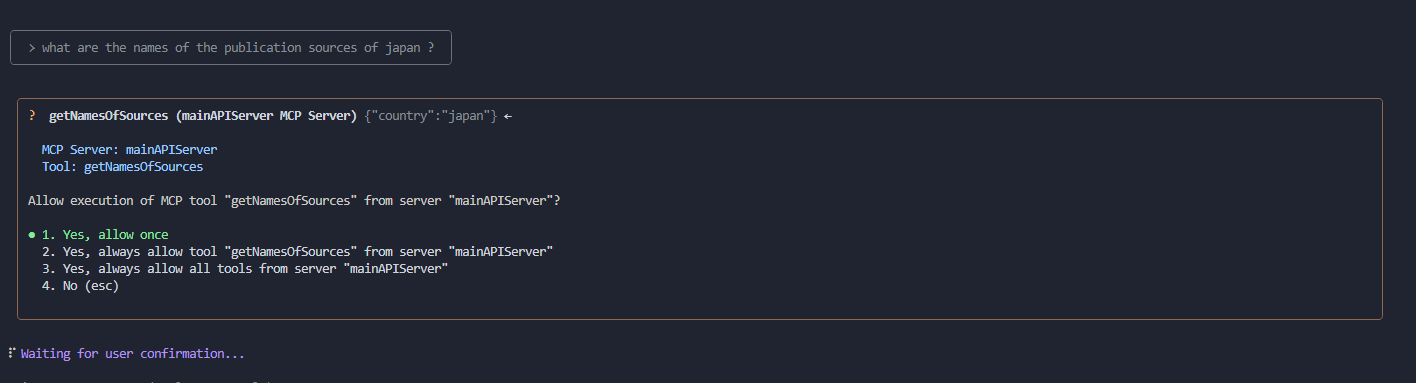 > what are the names of the publication sources of japan ?
? getNamesOfSources (mainAPIServer MCP Server) {"country":"japan"} ←
MCP Server: mainAPIServer
Tool: getNamesOfSources
Allow execution of MCP tool "getNamesOfSources" from server "mainAPIServer"?
● 1. Yes, allow once
2. Yes, always allow tool "getNamesOfSources" from server "mainAPIServer"
3. Yes, always allow all tools from server "mainAPIServer"
4. No (esc)
⠏ Waiting for user confirmation...